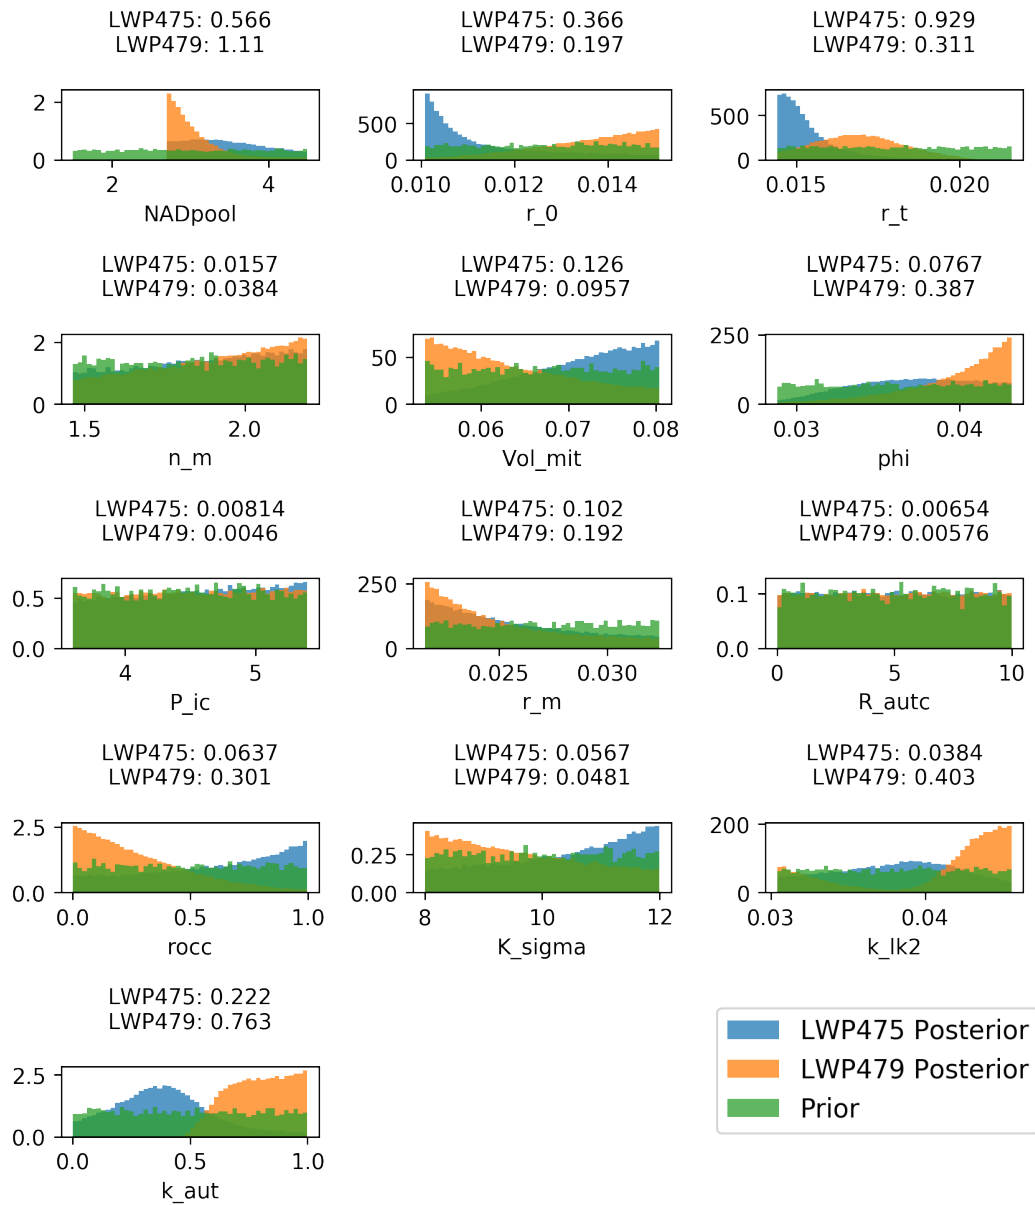 LWP475: 0.566
LWP479: 1.11
LWP475: 0.366
LWP479: 0.197
LWP475: 0.929
LWP479: 0.311
2
0
2 4
NADpool
500
0
0.010 0.012 0.014
r_0
500
0
0.015 0.020
r_t
LWP475: 0.0157
LWP479: 0.0384
LWP475: 0.126
LWP479: 0.0957
LWP475: 0.0767
LWP479: 0.387
2
0
1.5 2.0
n_m
50
0
0.06 0.07 0.08
Vol_mit
250
0
0.03 0.04
phi
LWP475: 0.00814
LWP479: 0.0046
LWP475: 0.102
LWP479: 0.192
LWP475: 0.00654
LWP479: 0.00576
0.5
0.0
4 5
P_ic
250
0
0.025 0.030
r_m
0.1
0.0
0 5 10
R_autc
LWP475: 0.0637
LWP479: 0.301
LWP475: 0.0567
LWP479: 0.0481
LWP475: 0.0384
LWP479: 0.403
2.5
0.0
0.0 0.5 1.0
rocc
0.25
0.00
8 10 12
K_sigma
200
0
0.03 0.04
k_lk2
LWP475: 0.222
LWP479: 0.763
2.5
0.0
0.0 0.5 1.0
k_aut
LWP475 Posterior
LWP479 Posterior
Prior